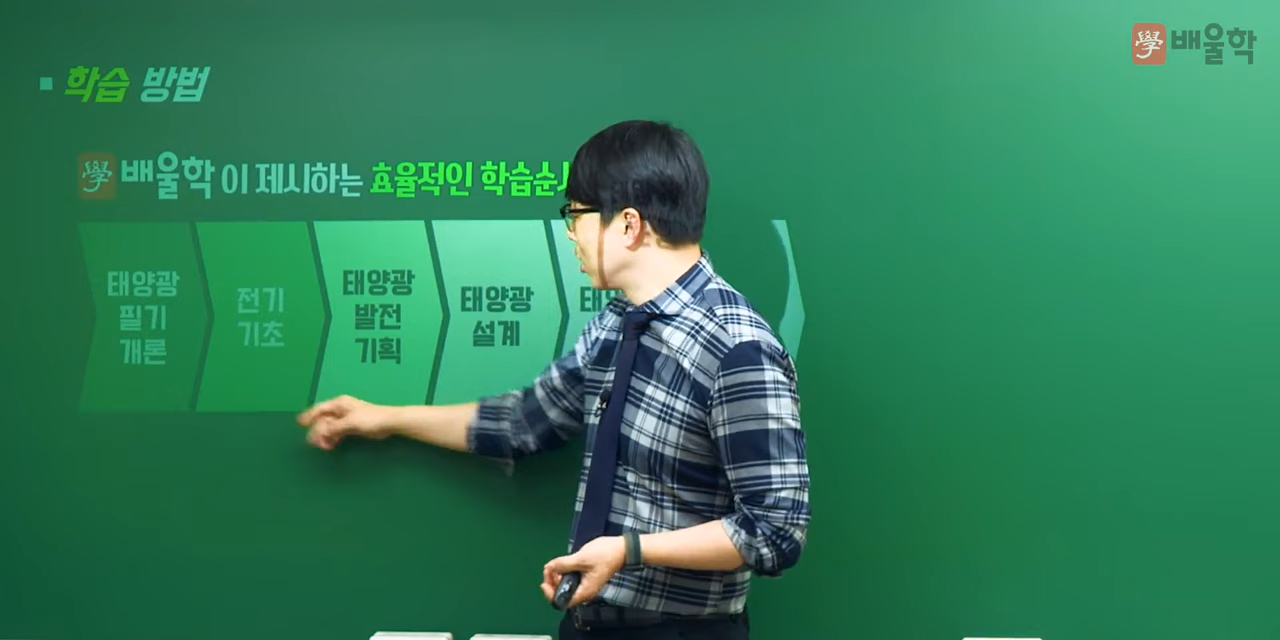 學 배울학
학습 방법
學 배울학이 제시하는 효율적인 학습순
태양광
필기
개론
전기
기초
태양광
발전
기획
태양광
설계
태양